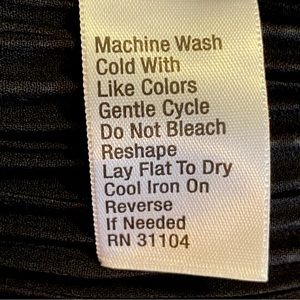 Machine Wash
Cold With
Like Colors
Gentle Cycle
Do Not Bleach
Reshape
Lay Flat To Dry
Cool Iron On
Reverse
If Needed
RN 31104